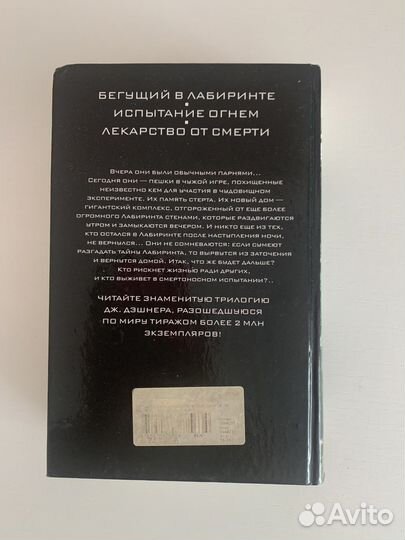 БЕГУЩИЙ В ЛАБИРИНТЕ
ИСПЫТАНИЕ ОГНЕМ
ЛЕКАРСТВО ОТ СМЕРТИ
ВЧЕРА ОНИ БЫЛИ ОБЫЧНЫМИ ПАРНЯМИ...
СЕГОДНЯ ОНИ — ПЕШКИ В ЧУЖОЙ ИГРЕ, ПОХИЩЕННЫЕ
НЕИЗВЕСТНО КЕМ ДЛЯ УЧАСТИЯ В ЧУДОВИЩНОМ
ЭКСПЕРИМЕНТЕ. ИХ ПАМЯТЬ СТЕРТА. ИХ НОВЫЙ ДОМ —
ГИГАНТСКИЙ КОМПЛЕКС, ОТГОРОЖЕННЫЙ ОТ ЕЩЕ БОЛЕЕ
ОГРОМНОГО ЛАБИРИНТА СТЕНАМИ, КОТОРЫЕ РАЗДВИГАЮТСЯ
УТРОМ И ЗАМЫКАЮТСЯ ВЕЧЕРОМ. И НИКТО ЕЩЕ ИЗ ТЕХ,
КТО ОСТАЛСЯ В ЛАБИРИНТЕ ПОСЛЕ НАСТУПЛЕНИЯ НОЧИ,
НЕ ВЕРНУЛСЯ... ОНИ НЕ СОМНЕВАЮТСЯ: ЕСЛИ СУМЕЮТ
РАЗГАДАТЬ ТАЙНУ ЛАБИРИНТА, ТО ВЫРВУТСЯ ИЗ ЗАТОЧЕНИЯ
И ВЕРНУТСЯ ДОМОЙ. ИТАК, ЧТО ЖЕ БУДЕТ ДАЛЬШЕ?
КТО РИСКНЕТ ЖИЗНЬЮ РАДИ ДРУГИХ,
И КТО ВЫЖИВЕТ В СМЕРТОНОСНОМ ИСПЫТАНИИ?..
ЧИТАЙТЕ ЗНАМЕНИТУЮ ТРИЛОГИЮ
ДЖ. ДЭШНЕРА, РАЗОШЕДШУЮСЯ
ПО МИРУ ТИРАЖОМ БОЛЕЕ 2 МЛН
ЭКЗЕМПЛЯРОВ!
Avito